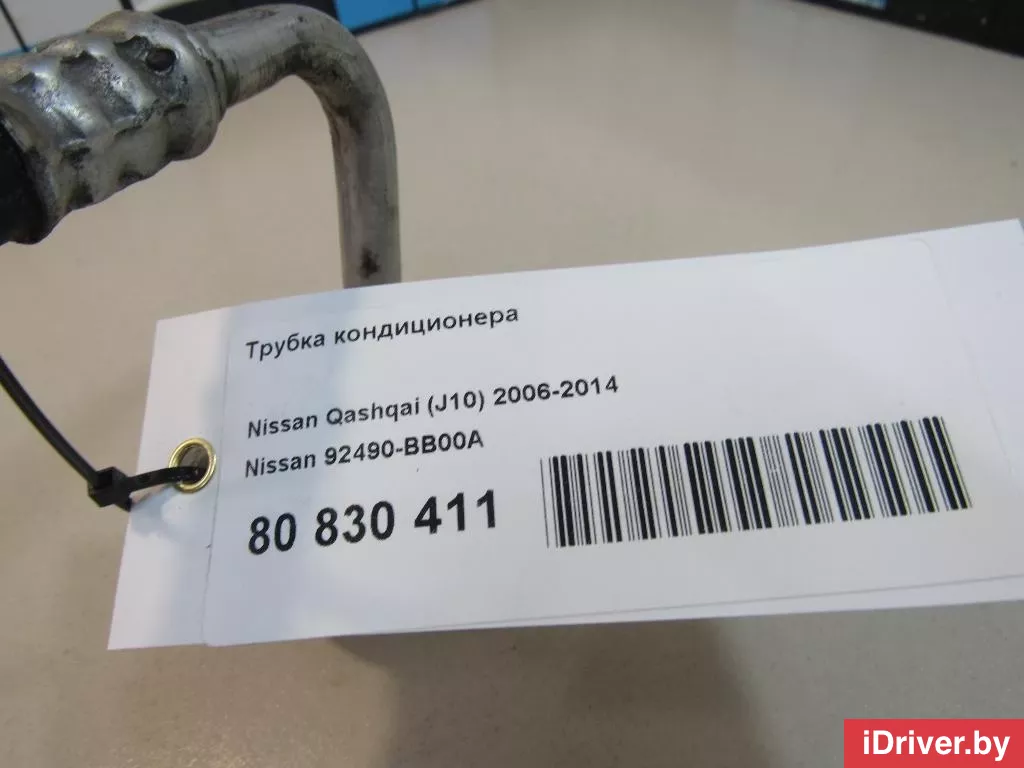 Трубка кондиционера
Nissan Qashqai (J10) 2006-2014
Nissan 92490-BB00A
80 830 411
iDriver.by